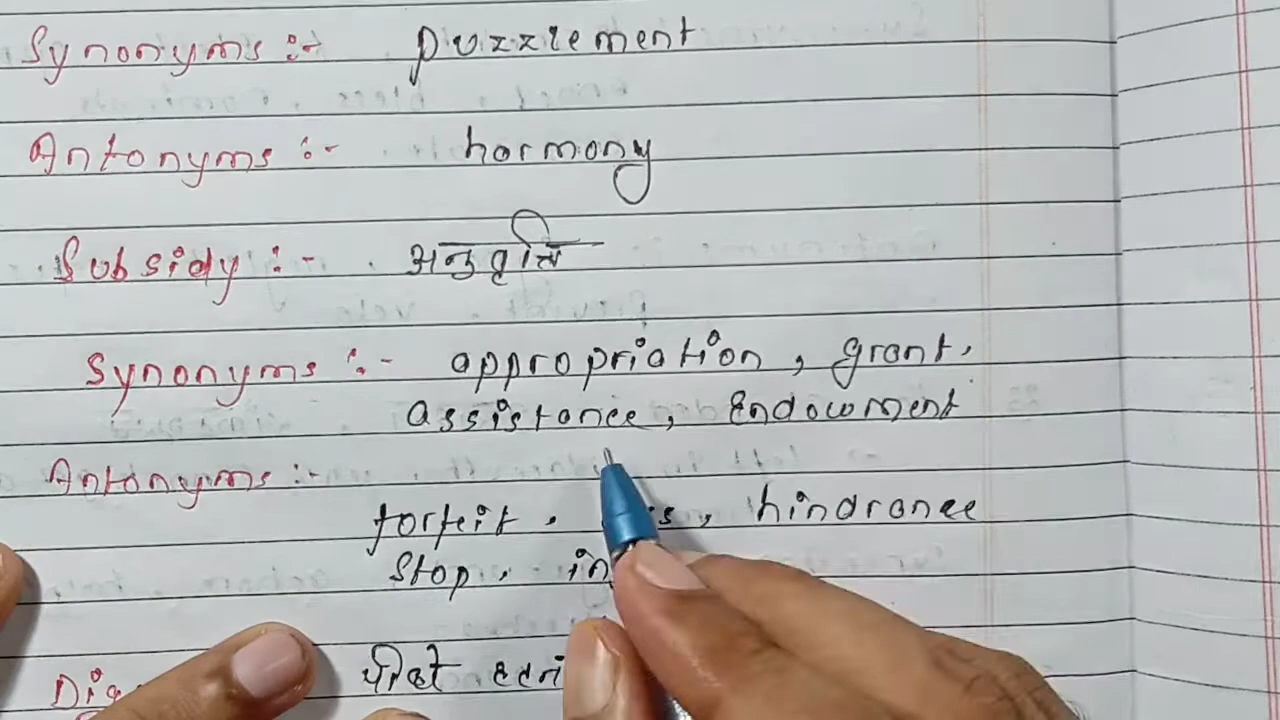 Synonyms :- puzzlement
Antonyms :- harmony
Subsidy :- अनुवृत्ति
Synonyms :- appropriation, grant,
assistance, Endowment
Antonyms :-
forfeit,
hindrance
Stop,
पीछे